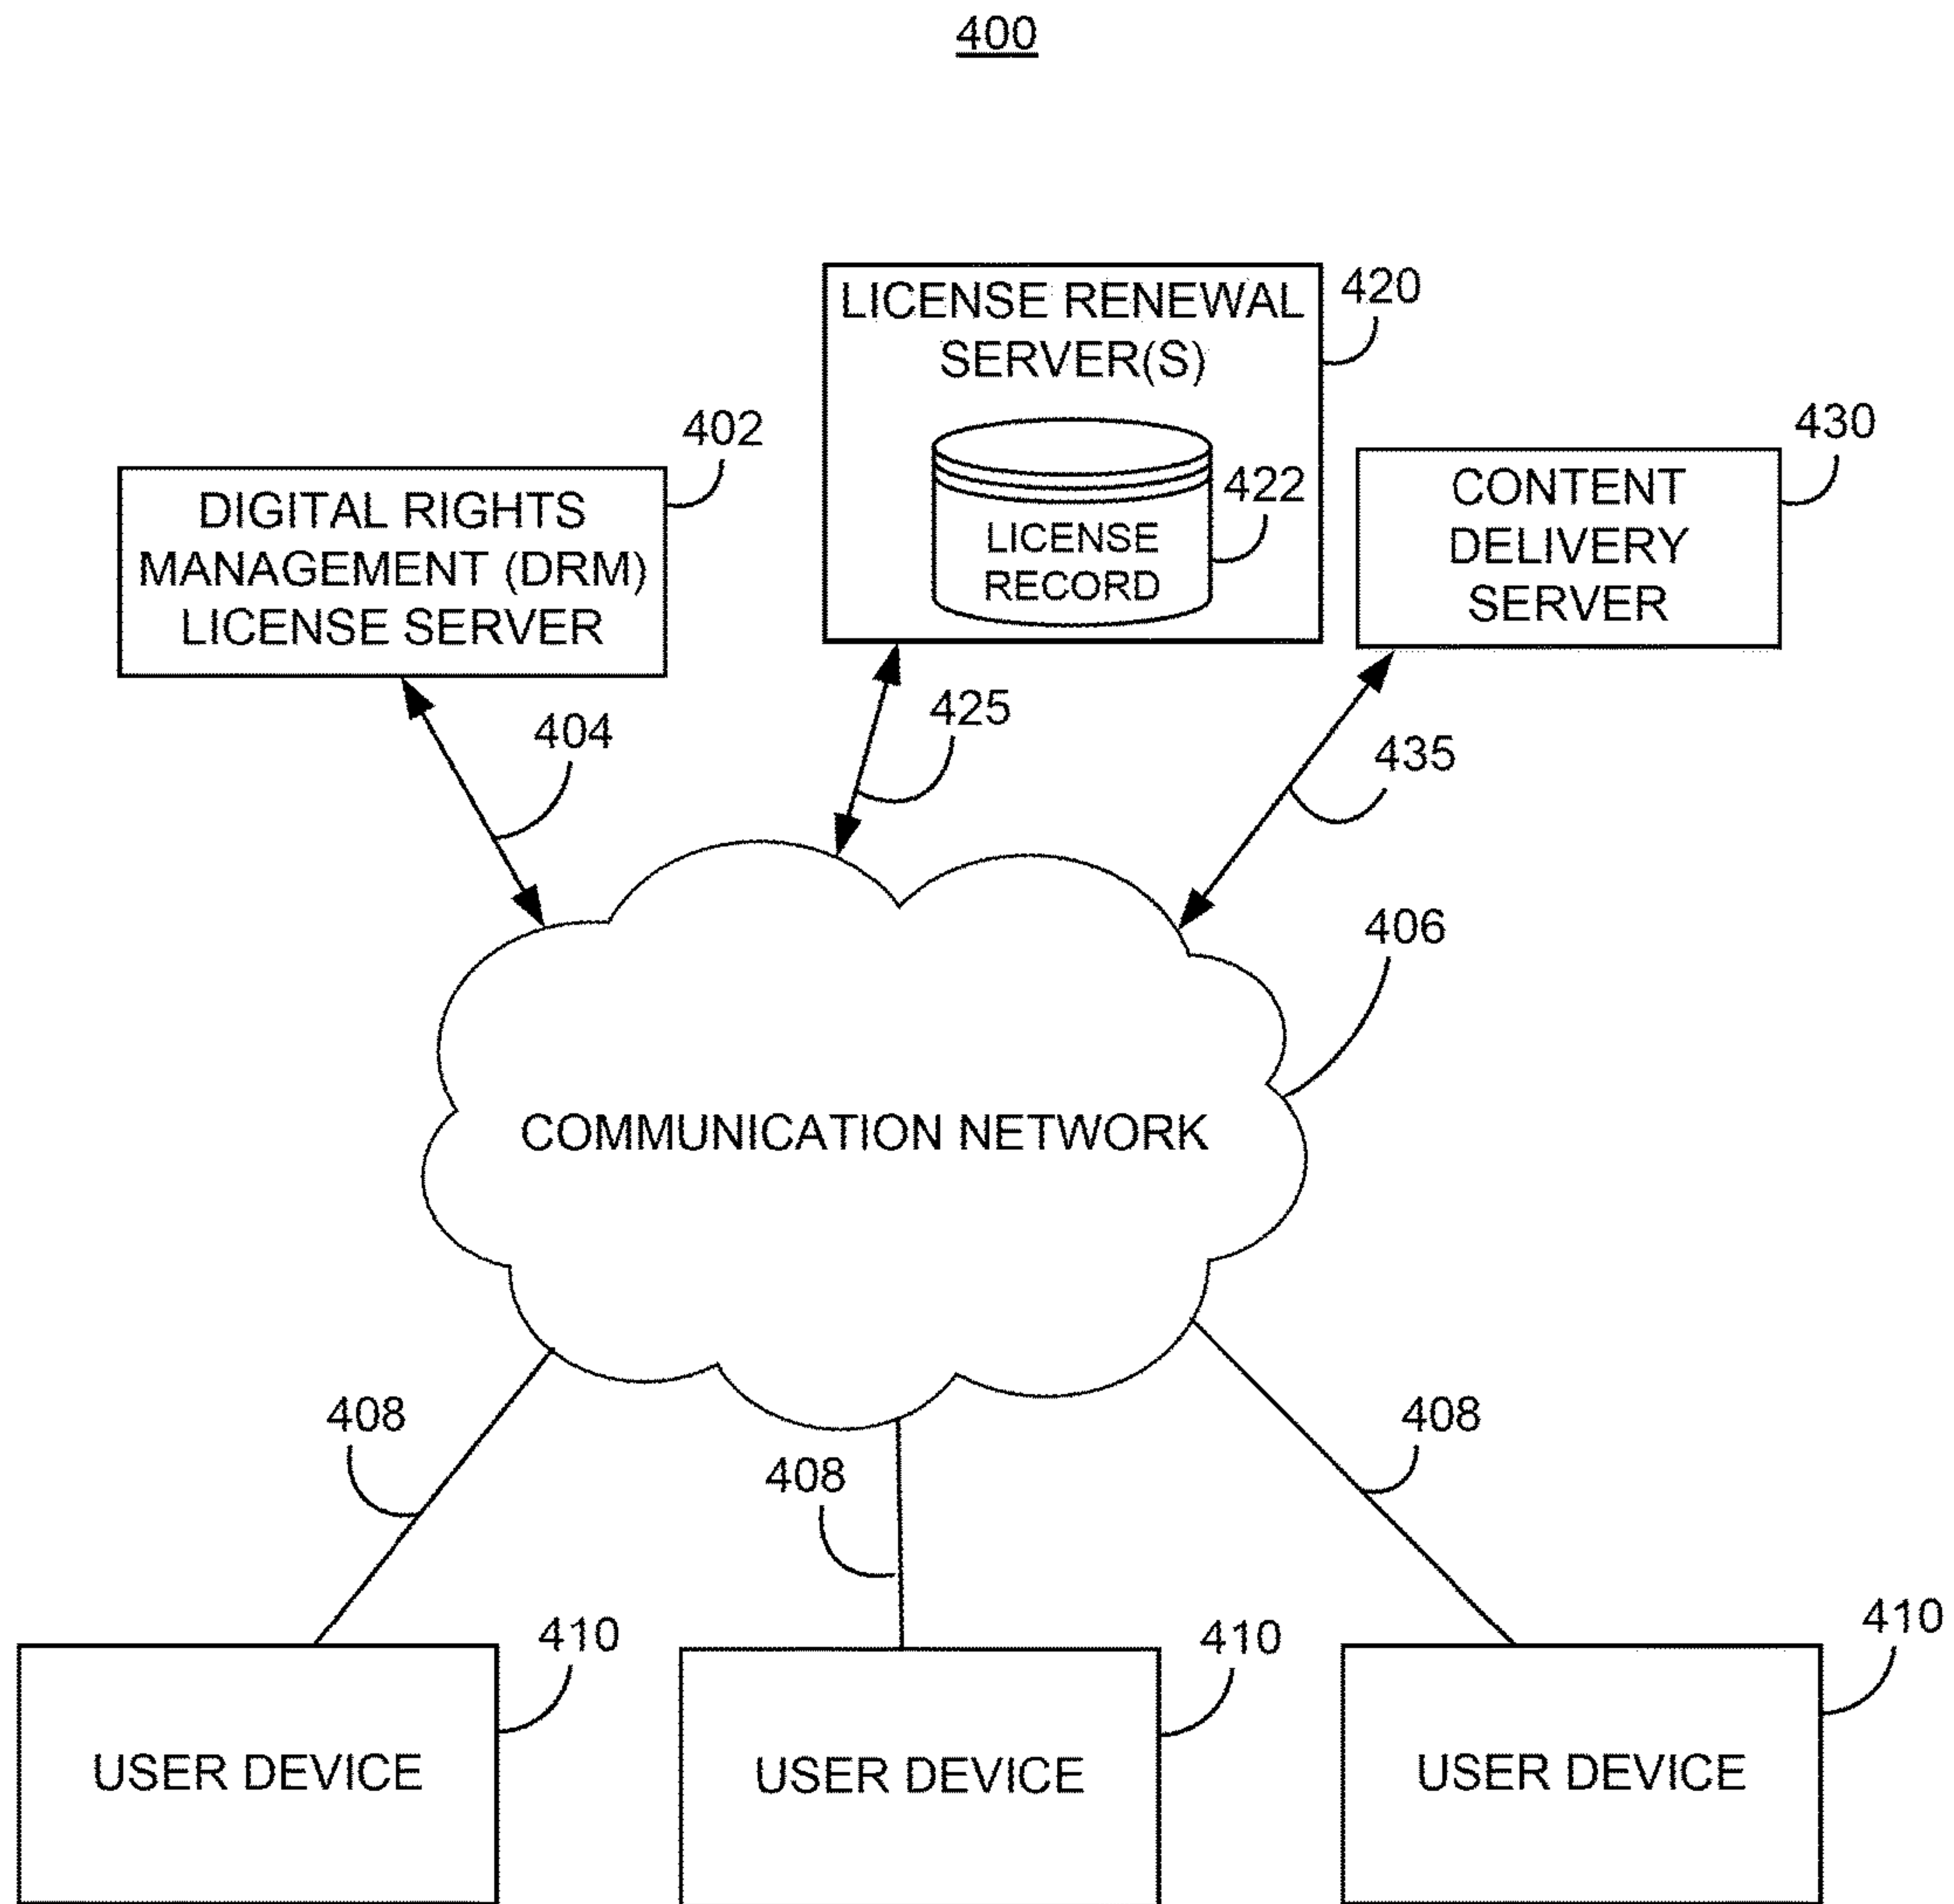 400
LICENSE RENEWAL
SERVER(S)
420
LICENSE
RECORD
422
DIGITAL RIGHTS
MANAGEMENT (DRM)
LICENSE SERVER
402
CONTENT
DELIVERY
SERVER
430
404
425
435
406
COMMUNICATION NETWORK
408
408
408
USER DEVICE
410
USER DEVICE
410
USER DEVICE
410